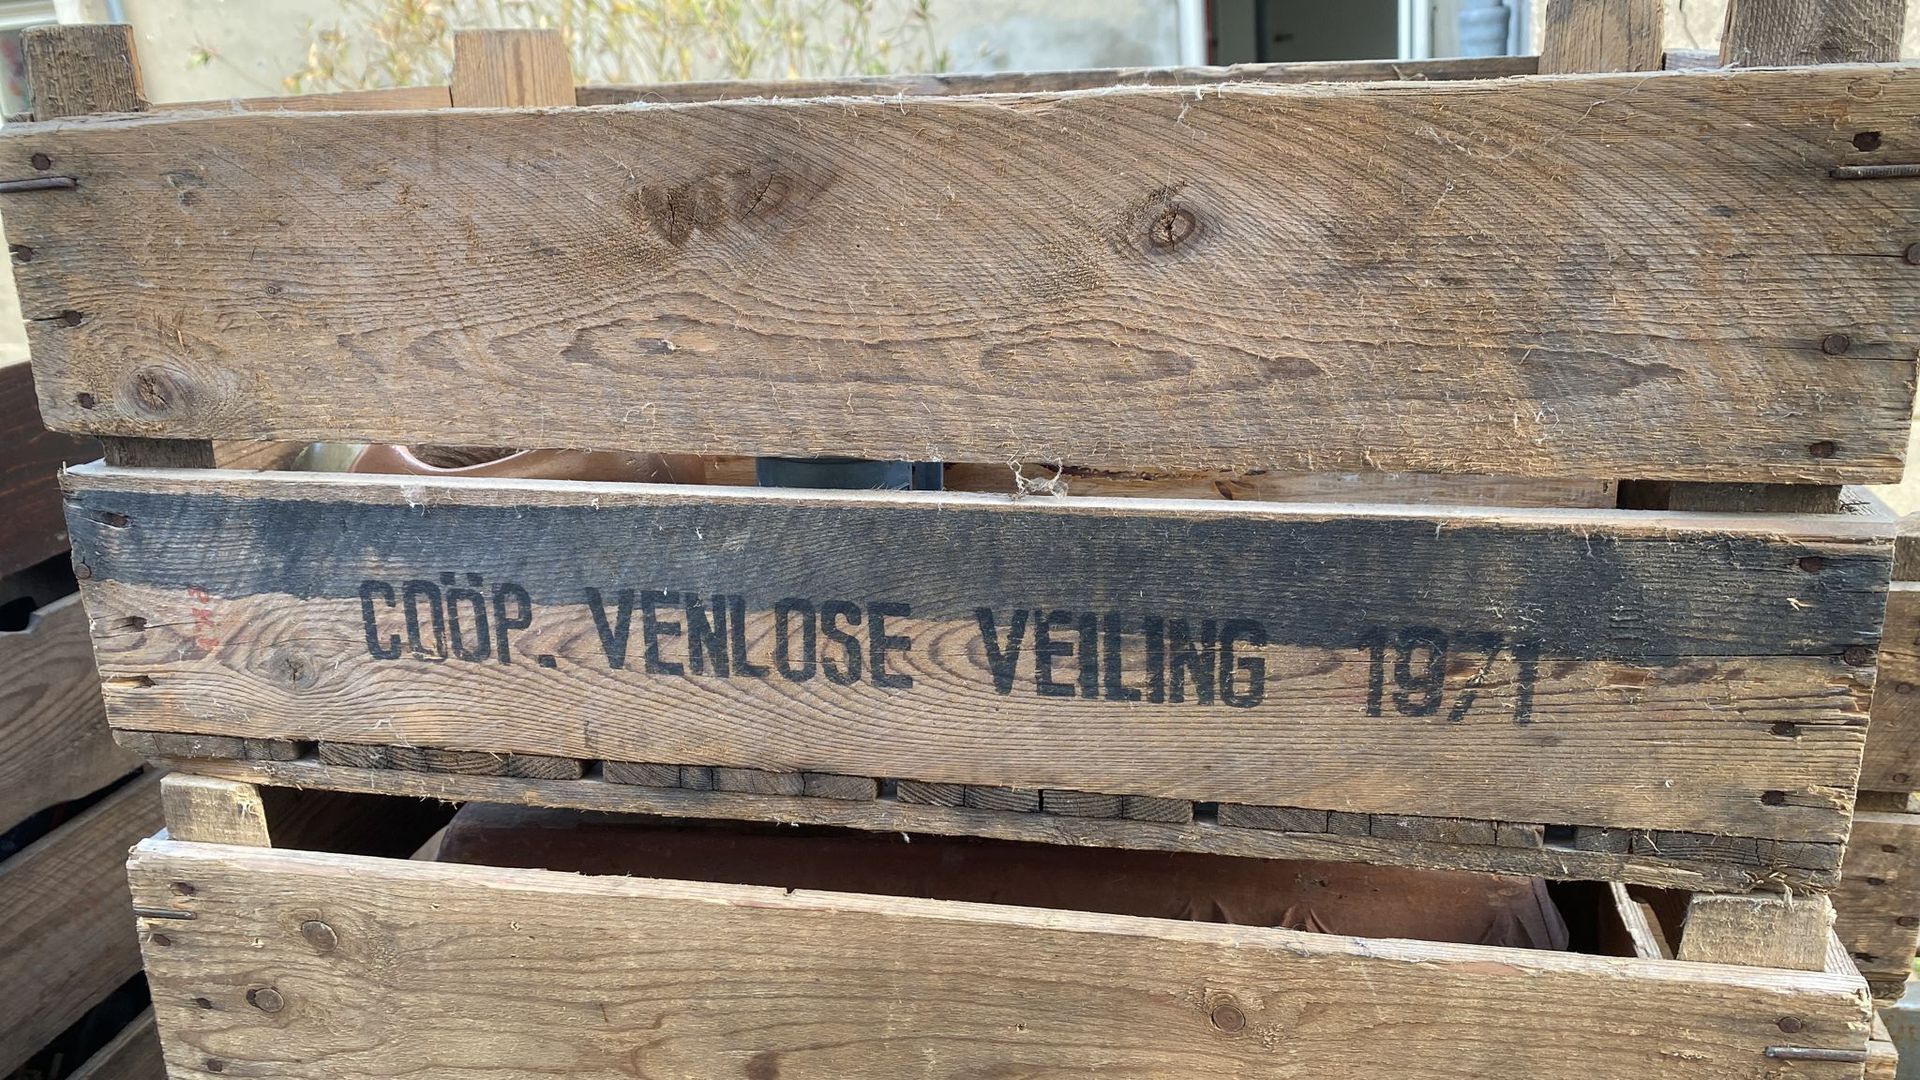 COÖP. VENLOSE VEILING 1971